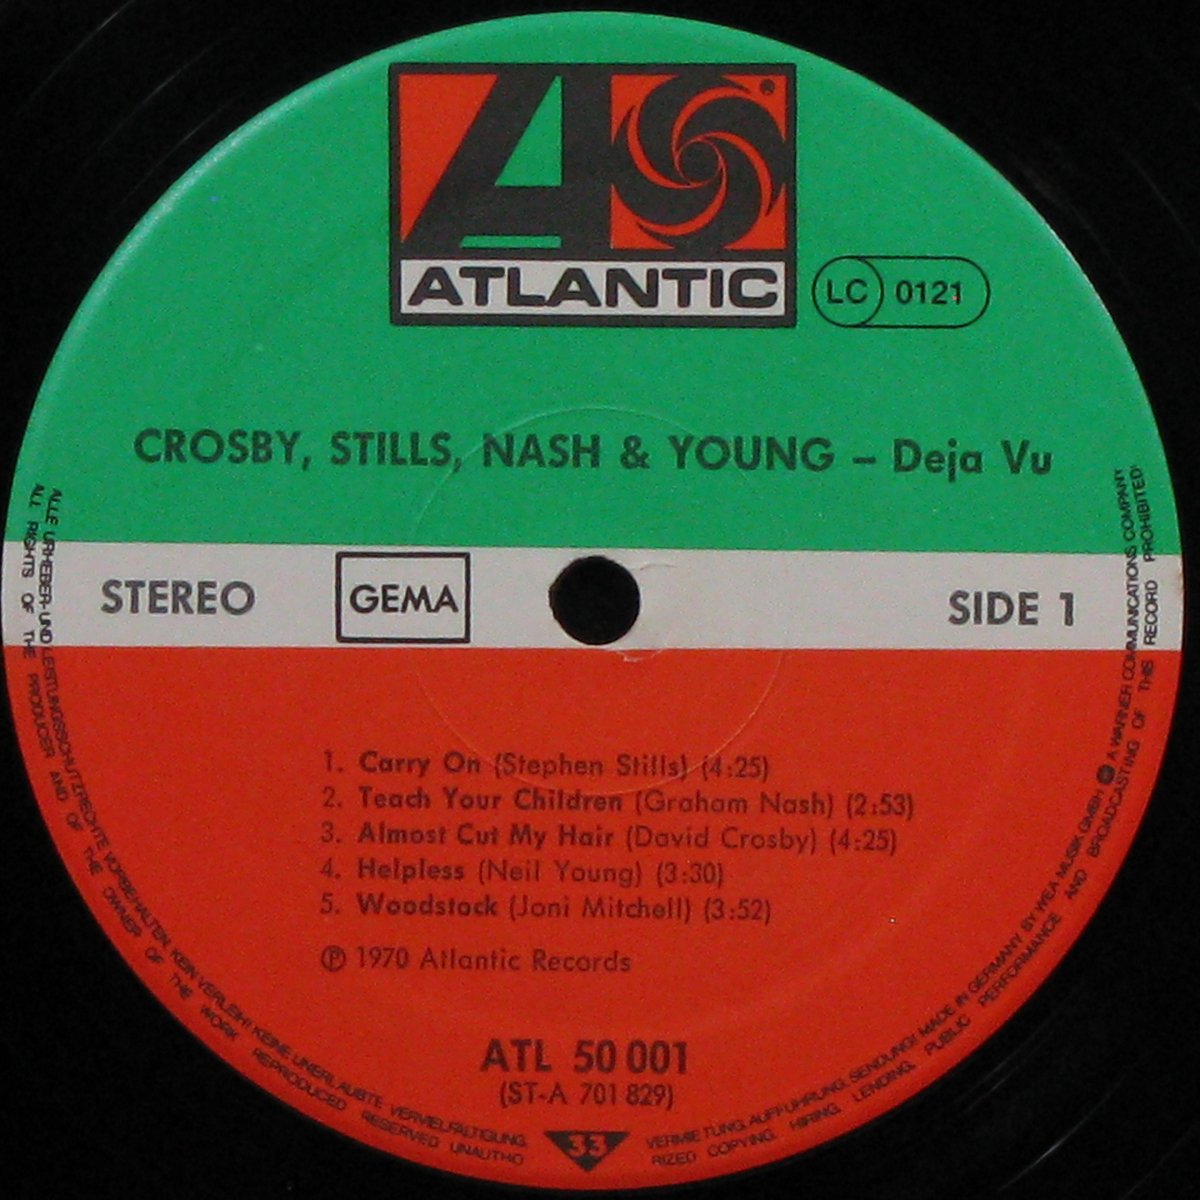 ATLANTIC
LC 0121
CROSBY, STILLS, NASH & YOUNG – Deja Vu
STEREO
GEMA
SIDE 1
1. Carry On (Stephen Stills) (4:25)
2. Teach Your Children (Graham Nash) (2:53)
3. Almost Cut My Hair (David Crosby) (4:25)
4. Helpless (Neil Young) (3:30)
5. Woodstock (Joni Mitchell) (3:52)
℗ 1970 Atlantic Records
ATL 50 001
(ST-A 701 829)
33
ALLE URHEBER- UND LEISTUNGSSCHUTZRECHTE VORBEHALTEN. KEIN VERLEIH! KEINE UNERLAUBTE VERVIELFÄLTIGUNG, VERMIETUNG, AUFFÜHRUNG, SENDUNG! MADE IN GERMANY BY WEA MUSIK GMBH A WARNER COMMUNICATIONS COMPANY
ALL RIGHTS OF THE PRODUCER AND OF THE OWNER OF THE WORK REPRODUCED RESERVED UNAUTHORIZED COPYING, HIRING, LENDING, PUBLIC PERFORMANCE AND BROADCASTING OF THIS RECORD PROHIBITED!